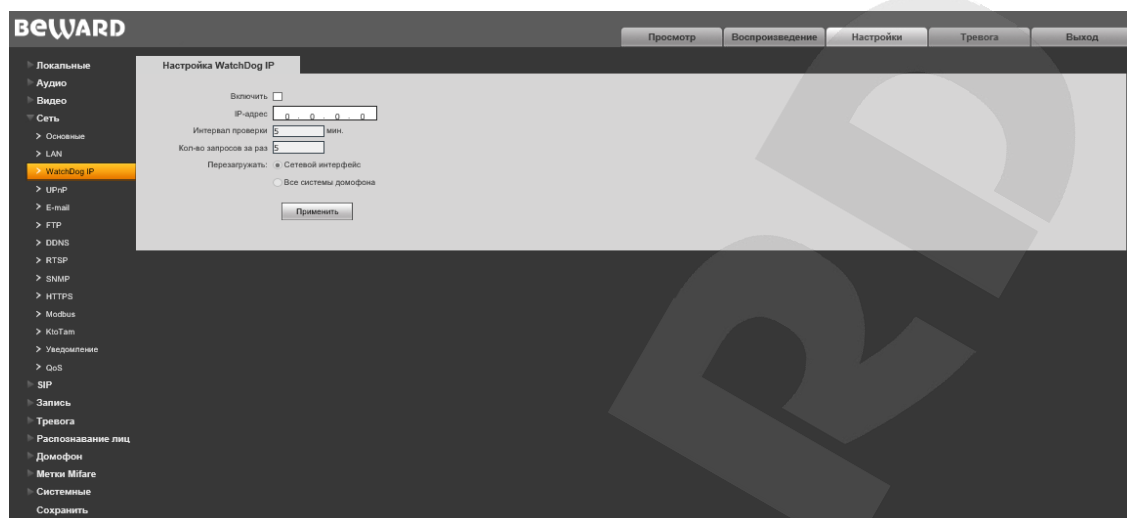 BEWARD
Просмотр Воспроизведение Настройки Тревога Выход
Локальные
Аудио
Видео
Сеть
Основные
LAN
WatchDog IP
UPnP
E-mail
FTP
DDNS
RTSP
SNMP
HTTPS
Modbus
KtoTam
Уведомление
QoS
SIP
Запись
Тревога
Распознавание лиц
Домофон
Метки Mifare
Системные
Сохранить
Настройка WatchDog IP
Включить
IP-адрес 0 . 0 . 0 . 0
Интервал проверки 5 мин.
Кол-во запросов за раз 5
Перезагружать: Сетевой интерфейс
Все системы домофона
Применить
RD